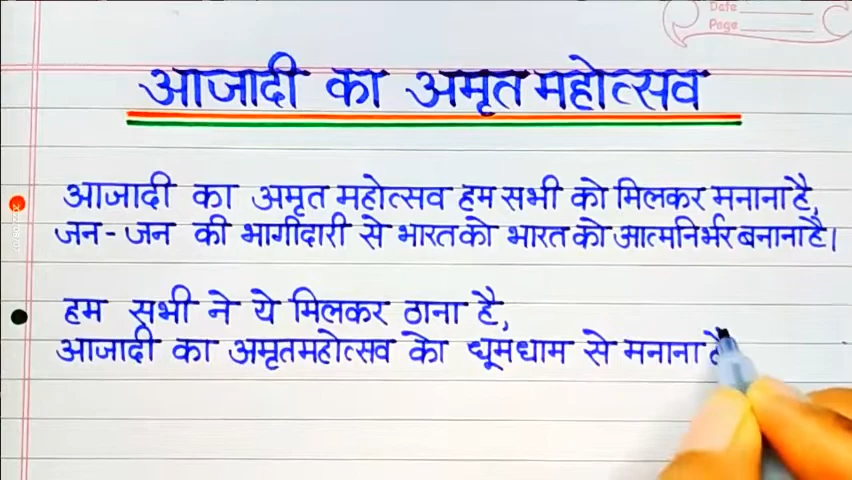 Date
Page
आजादी का अमृत महोत्सव
आजादी का अमृत महोत्सव हम सभी को मिलकर मनाना है,
जन-जन की भागीदारी से भारत को भारत को आत्मनिर्भर बनाना है।
हम सभी ने ये मिलकर ठाना है,
आजादी का अमृतमहोत्सव को धूमधाम से मनाना है